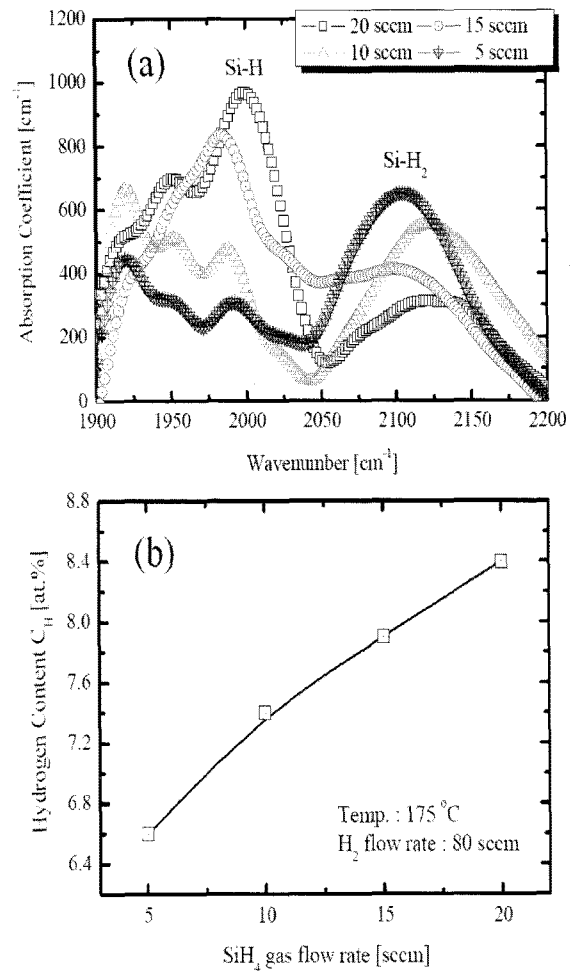 20 sccm 15 sccm
10 sccm 5 sccm
(a)
Si-H
Si-H₂
Absorption Coefficient [cm⁻¹]
1200
1000
800
600
400
200
0
1900 1950 2000 2050 2100 2150 2200
Wavenumber [cm⁻¹]
(b)
Hydrogen Content C_H [at.%]
8.8
8.4
8.0
7.6
7.2
6.8
6.4
Temp. : 175 °C
H₂ flow rate : 80 sccm
5 10 15 20
SiH₄ gas flow rate [sccm]